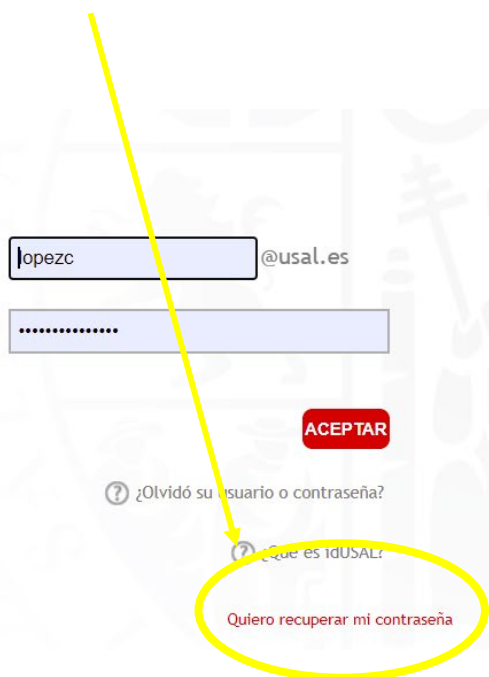 lopezc @usal.es
•••••••••••••••
ACEPTAR
¿Olvidó su usuario o contraseña?
¿Qué es idUSAL?
Quiero recuperar mi contraseña